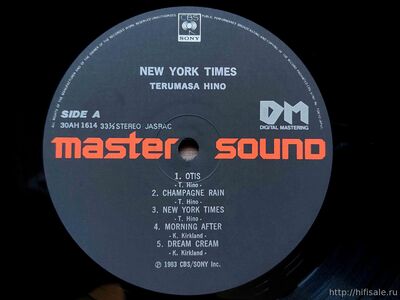 CBS
SONY
NEW YORK TIMES
TERUMASA HINO
SIDE A
30AH 1614 33⅓ STEREO JASRAC
DM
DIGITAL MASTERING
master sound
1. OTIS
- T. Hino -
2. CHAMPAGNE RAIN
- T. Hino -
3. NEW YORK TIMES
- T. Hino -
4. MORNING AFTER
- K. Kirkland -
5. DREAM CREAM
- K. Kirkland -
℗ 1983 CBS/SONY Inc.
http://hifisale.ru